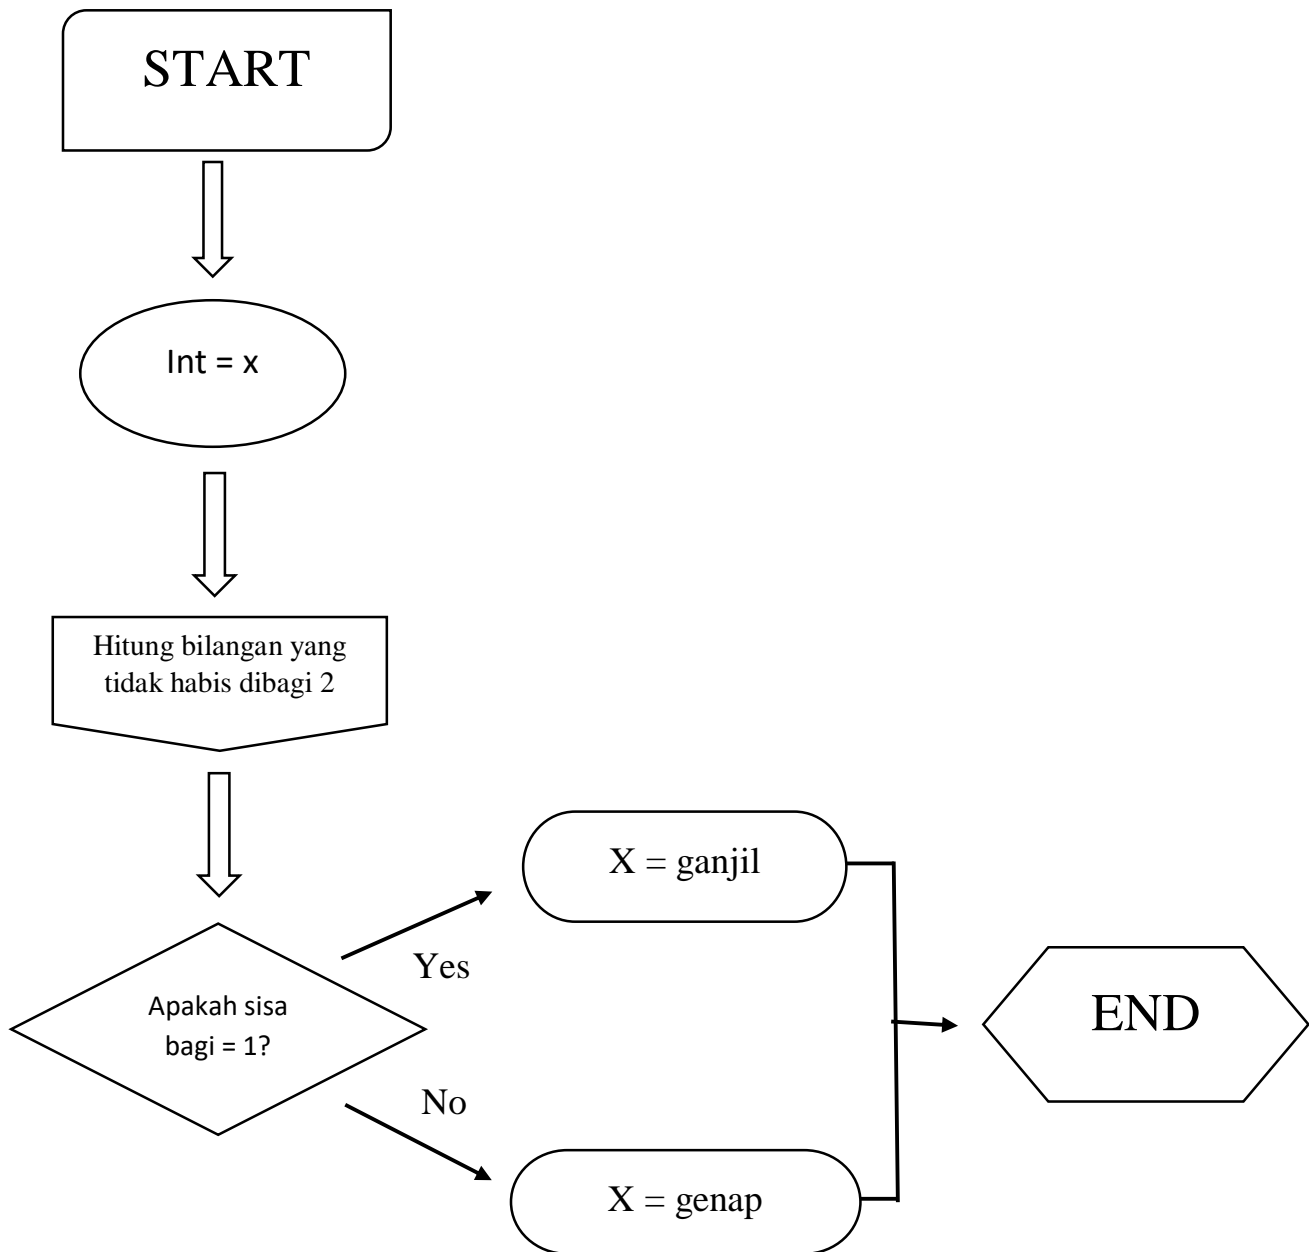 START
Int = x
Hitung bilangan yang
tidak habis dibagi 2
Apakah sisa
bagi = 1?
Yes
No
X = ganjil
X = genap
END